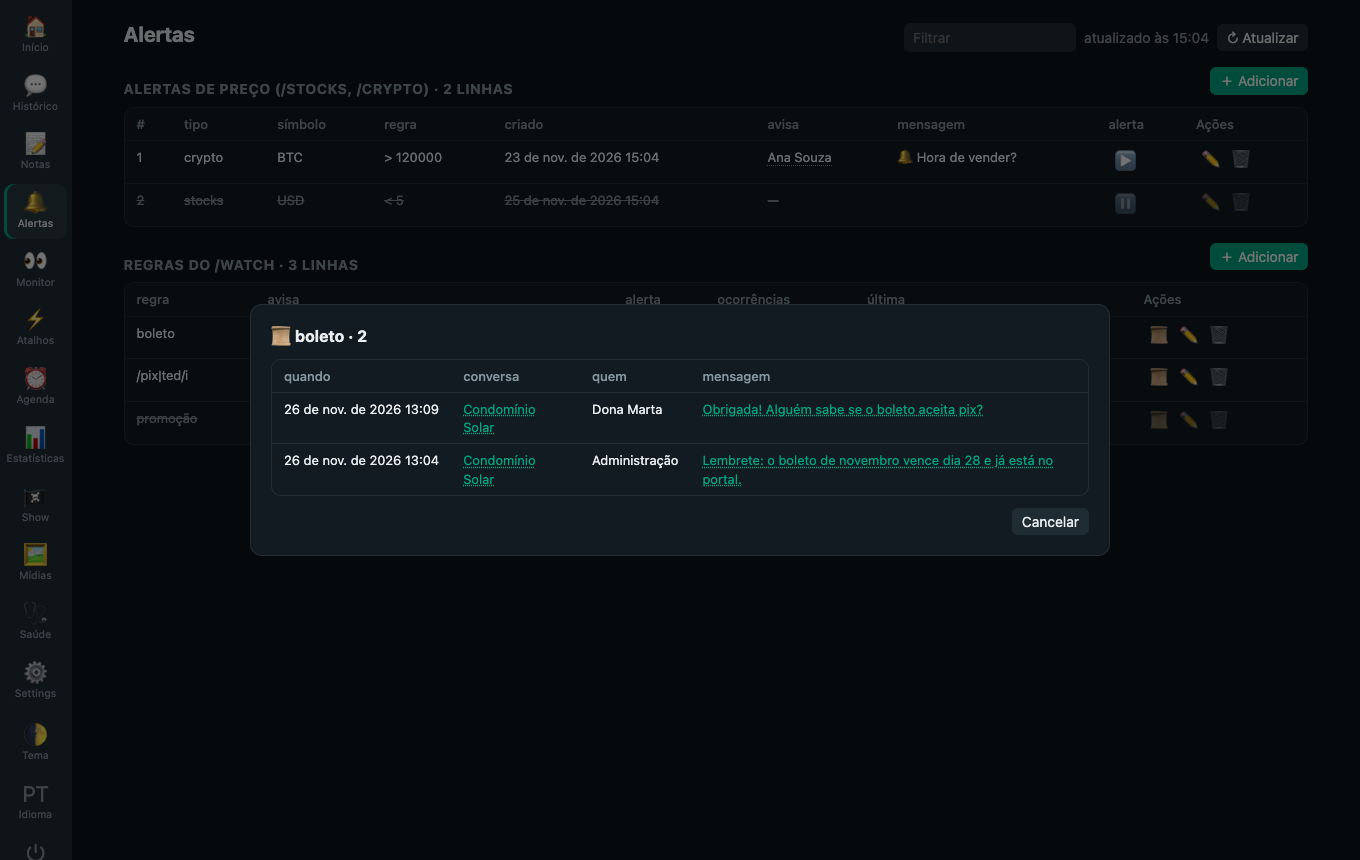 Início
Histórico
Notas
Alertas
Monitor
Atalhos
Agenda
Estatísticas
Show
Mídias
Saúde
Settings
Tema
PT
Idioma
Alertas
Filtrar
atualizado às 15:04
↻ Atualizar
ALERTAS DE PREÇO (/STOCKS, /CRYPTO) · 2 LINHAS
+ Adicionar
# tipo símbolo regra criado avisa mensagem alerta Ações
1 crypto BTC > 120000 23 de nov. de 2026 15:04 Ana Souza 🔔 Hora de vender?
2 stocks USD < 5 25 de nov. de 2026 15:04 —
REGRAS DO /WATCH · 3 LINHAS
+ Adicionar
regra avisa alerta ocorrências última Ações
boleto
/pix|ted/i
promoção
boleto · 2
quando conversa quem mensagem
26 de nov. de 2026 13:09 Condomínio Dona Marta Obrigada! Alguém sabe se o boleto aceita pix?
Solar
26 de nov. de 2026 13:04 Condomínio Administração Lembrete: o boleto de novembro vence dia 28 e já está no
Solar portal.
Cancelar